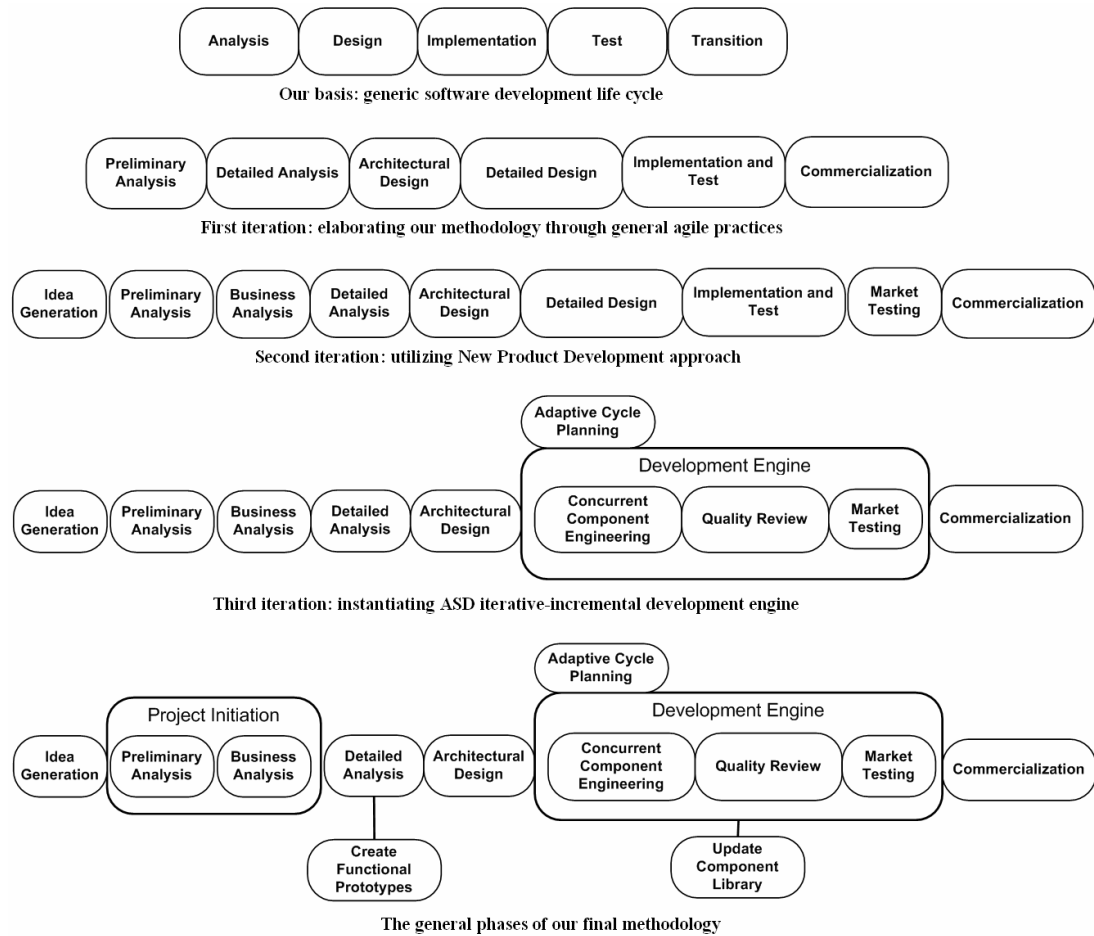 Analysis
Design
Implementation
Test
Transition
Our basis: generic software development life cycle
Preliminary
Analysis
Detailed Analysis
Architectural
Design
Detailed Design
Implementation and
Test
Commercialization
First iteration: elaborating our methodology through general agile practices
Idea
Generation
Preliminary
Analysis
Business
Analysis
Detailed
Analysis
Architectural
Design
Detailed Design
Implementation and
Test
Market
Testing
Commercialization
Second iteration: utilizing New Product Development approach
Adaptive Cycle
Planning
Development Engine
Idea
Generation
Preliminary
Analysis
Business
Analysis
Detailed
Analysis
Architectural
Design
Concurrent
Component
Engineering
Quality Review
Market
Testing
Commercialization
Third iteration: instantiating ASD iterative-incremental development engine
Adaptive Cycle
Planning
Project Initiation
Development Engine
Idea
Generation
Preliminary
Analysis
Business
Analysis
Detailed
Analysis
Architectural
Design
Concurrent
Component
Engineering
Quality Review
Market
Testing
Commercialization
Create
Functional
Prototypes
Update
Component
Library
The general phases of our final methodology